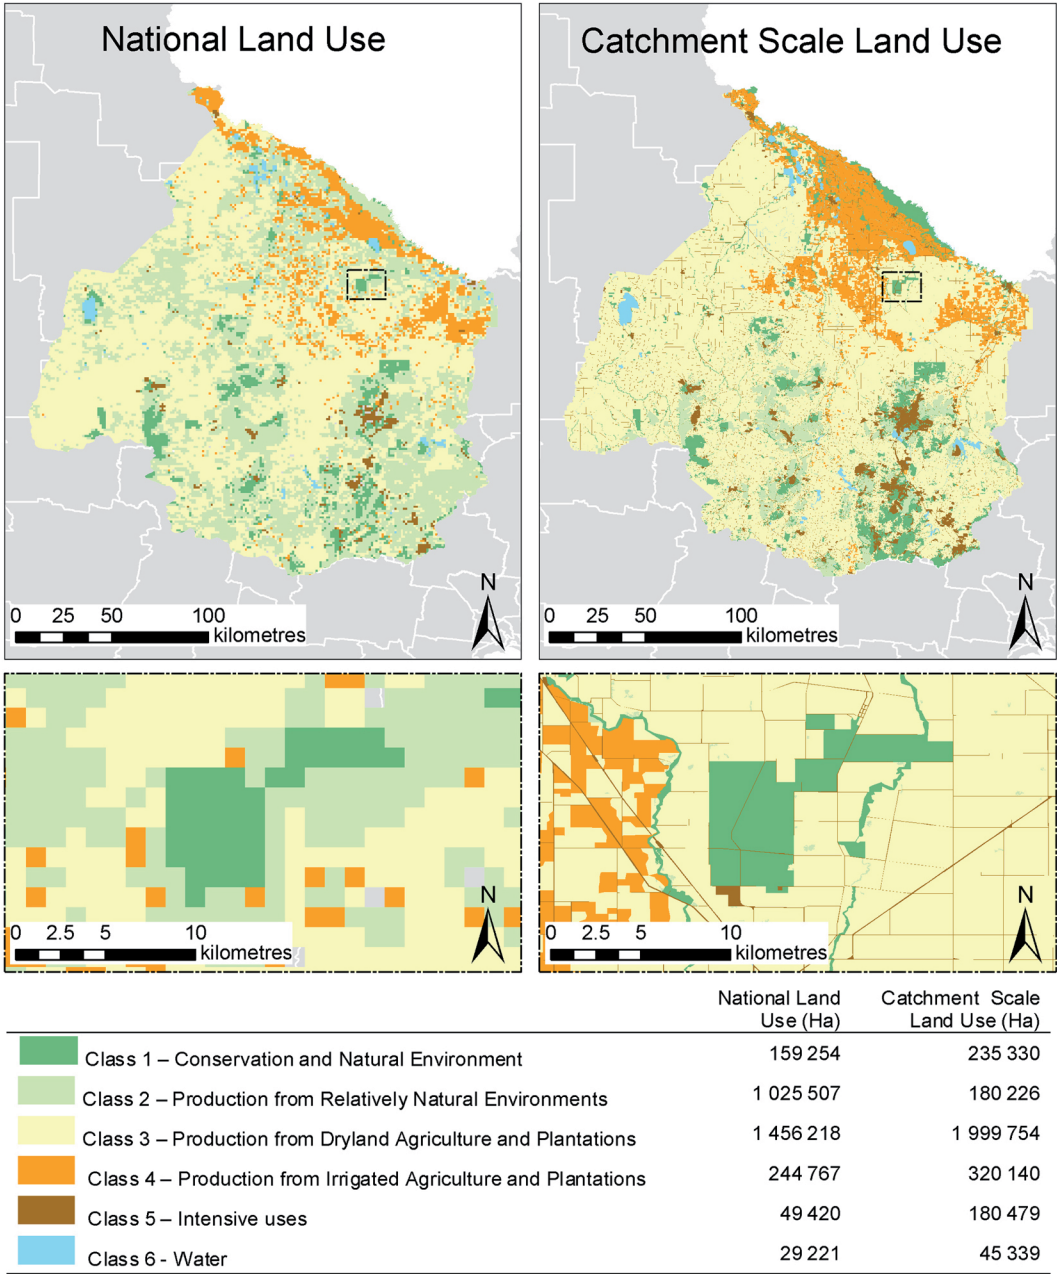 National Land Use
Catchment Scale Land Use
N
0 25 50 100
kilometres
N
0 25 50 100
kilometres
N
0 2.5 5 10
kilometres
N
0 2.5 5 10
kilometres
National Land Use (Ha)
Catchment Scale Land Use (Ha)
Class 1 – Conservation and Natural Environment 159 254 235 330
Class 2 – Production from Relatively Natural Environments 1 025 507 180 226
Class 3 – Production from Dryland Agriculture and Plantations 1 456 218 1 999 754
Class 4 – Production from Irrigated Agriculture and Plantations 244 767 320 140
Class 5 – Intensive uses 49 420 180 479
Class 6 - Water 29 221 45 339